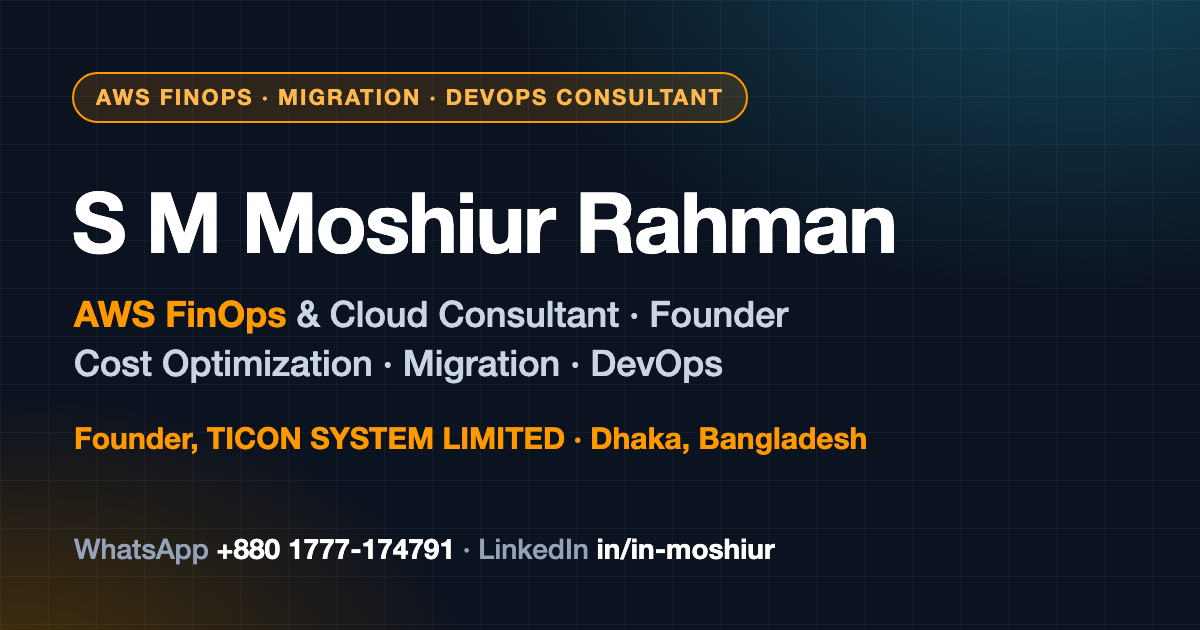 AWS FINOPS · MIGRATION · DEVOPS CONSULTANT
S M Moshiur Rahman
AWS FinOps & Cloud Consultant · Founder
Cost Optimization · Migration · DevOps
Founder, TICON SYSTEM LIMITED · Dhaka, Bangladesh
WhatsApp +880 1777-174791 · LinkedIn in/in-moshiur